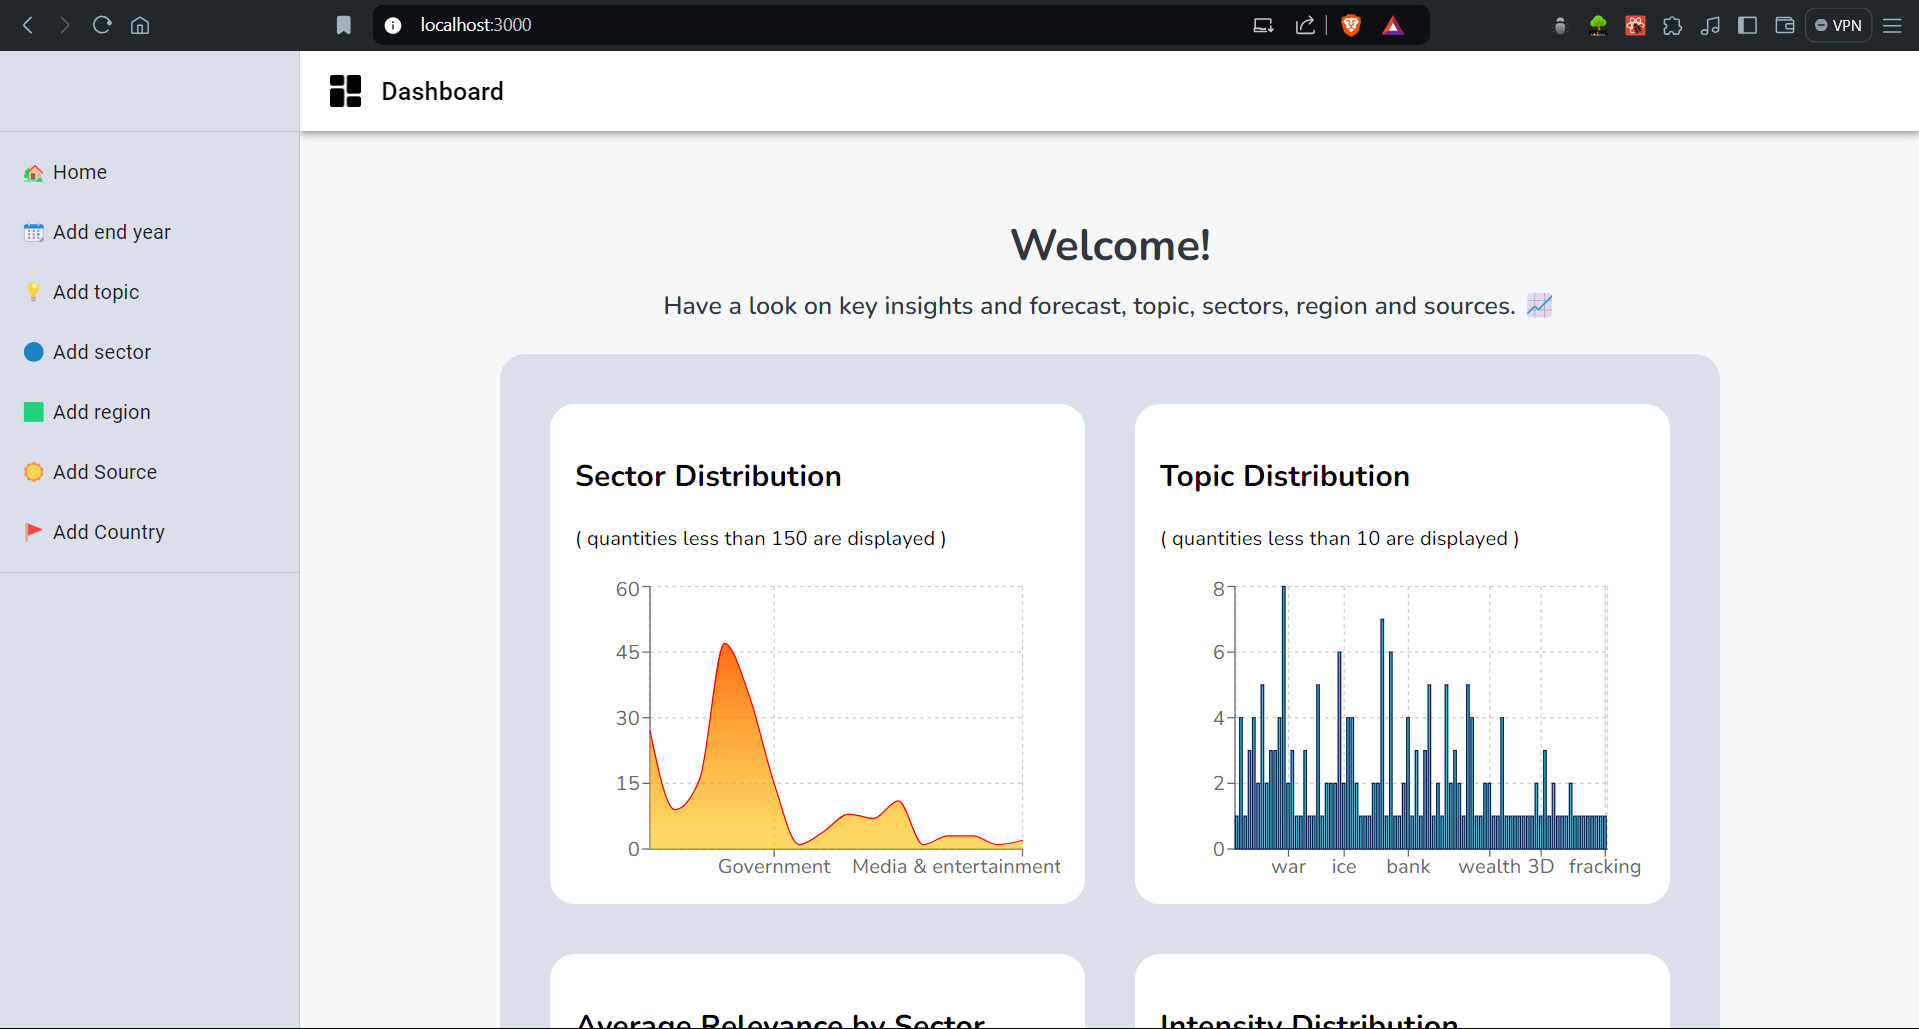 localhost:3000
VPN
Dashboard
Home
Add end year
Add topic
Add sector
Add region
Add Source
Add Country
Welcome!
Have a look on key insights and forecast, topic, sectors, region and sources.
Sector Distribution
( quantities less than 150 are displayed )
60
45
30
15
0
Government Media & entertainment
Topic Distribution
( quantities less than 10 are displayed )
8
6
4
2
0
war ice bank wealth 3D fracking
Average Relevance by Sector
Intensity Distribution